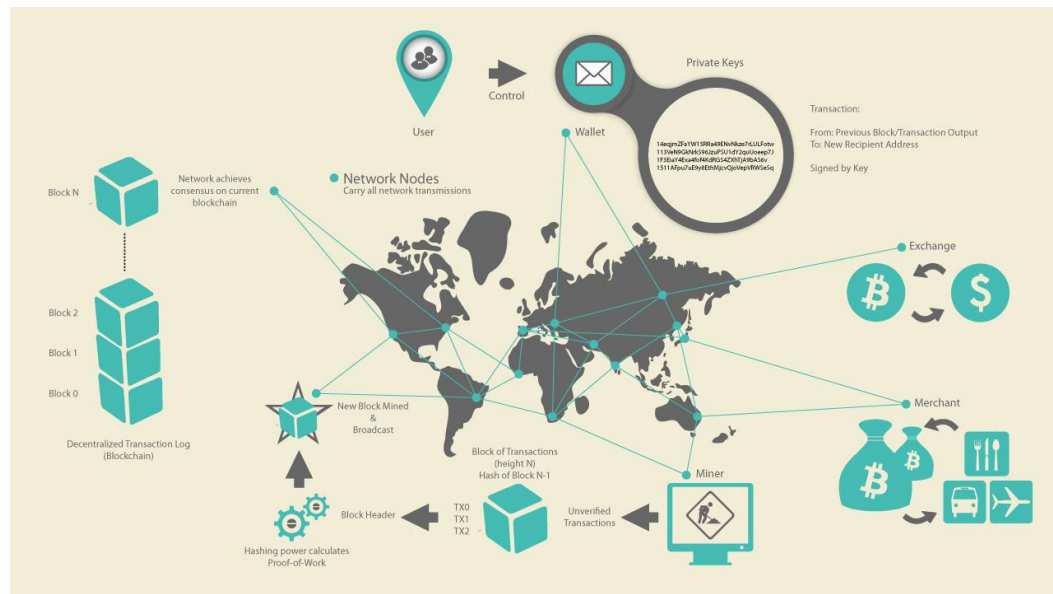 Private Keys
Control
User
Wallet
Transaction:
From: Previous Block/Transaction Output
To: New Recipient Address
Signed by Key
Block N
Network achieves
consensus on current
blockchain
Network Nodes
Carry all network transmissions
Exchange
Block 2
Block 1
Block 0
Decentralized Transaction Log
(Blockchain)
New Block Mined
&
Broadcast
Merchant
Block of Transactions
(height N)
Hash of Block N-1
Miner
TX0
TX1
TX2
Block Header
Unverified
Transactions
Hashing power calculates
Proof-of-Work